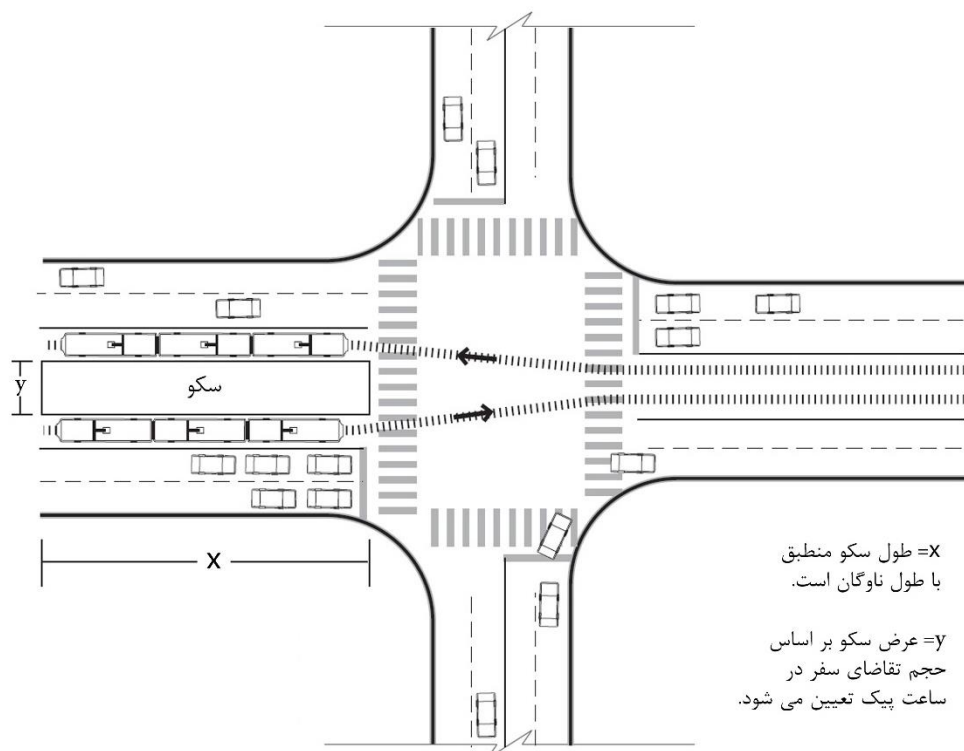 سکو
y
x
x= طول سکو منطبق
با طول ناوگان است.
y= عرض سکو بر اساس
حجم تقاضای سفر در
ساعت پیک تعیین می شود.